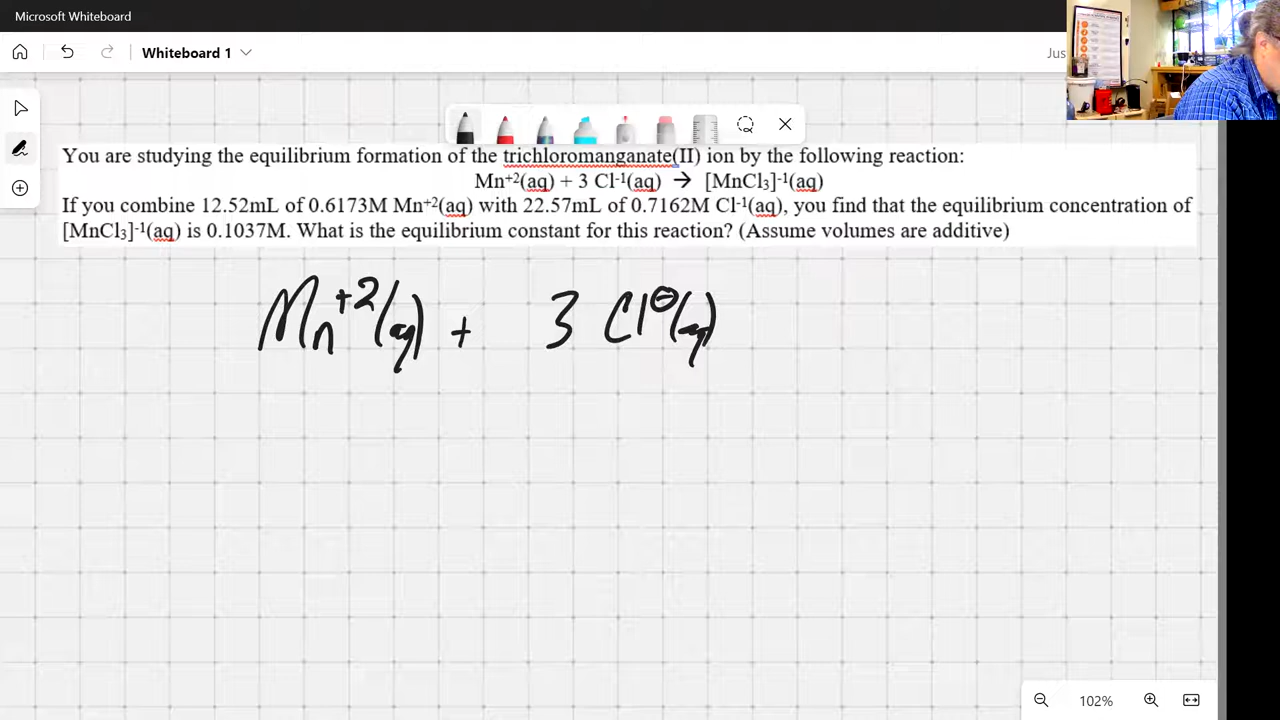 Microsoft Whiteboard
Whiteboard 1
Jus
You are studying the equilibrium formation of the trichloromanganate(II) ion by the following reaction:
Mn⁺²(aq) + 3 Cl⁻¹(aq) → [MnCl₃]⁻¹(aq)
If you combine 12.52mL of 0.6173M Mn⁺²(aq) with 22.57mL of 0.7162M Cl⁻¹(aq), you find that the equilibrium concentration of
[MnCl₃]⁻¹(aq) is 0.1037M. What is the equilibrium constant for this reaction? (Assume volumes are additive)
Mn⁺²(aq) + 3 Cl⊖(aq)
102%